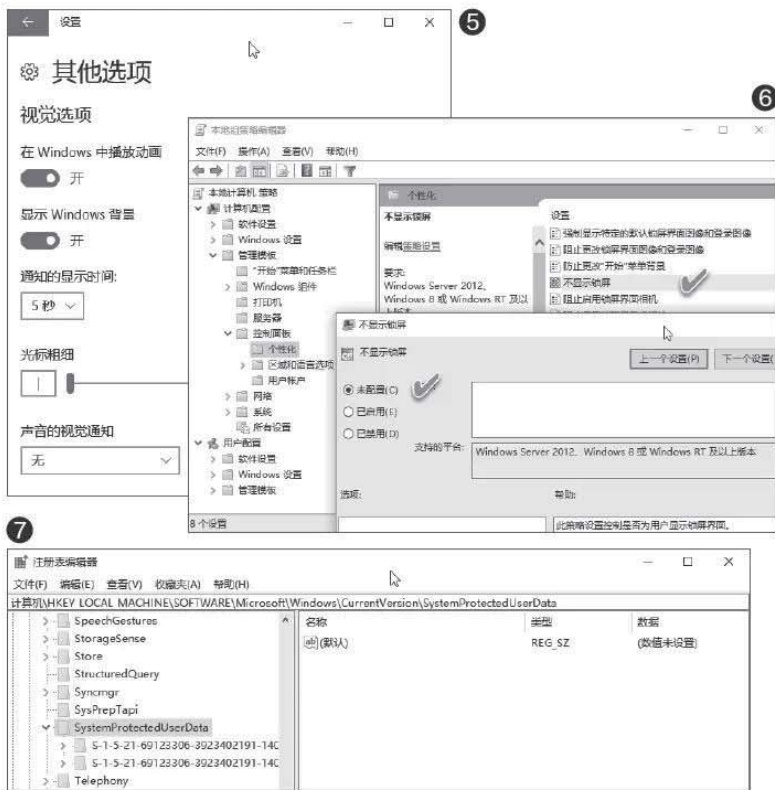 设置
5
其他选项
视觉选项
在 Windows 中播放动画
开
显示 Windows 背景
开
通知的显示时间:
5 秒
光标粗细
声音的视觉通知
无
6
本地组策略编辑器
文件(F) 操作(A) 查看(V) 帮助(H)
本地计算机 策略
计算机配置
软件设置
Windows 设置
管理模板
"开始"菜单和任务栏
Windows 组件
打印机
服务器
控制面板
个性化
区域和语言选项
用户帐户
网络
系统
所有设置
用户配置
软件设置
Windows 设置
管理模板
8 个设置
个性化
不显示锁屏
编辑策略设置
要求:
Windows Server 2012、
Windows 8 或 Windows RT 及以
上版本
设置
强制显示特定的默认锁屏界面图像和登录图像
阻止更改锁屏界面图像和登录图像
防止更改"开始"菜单背景
不显示锁屏
阻止启用锁屏界面相机
不显示锁屏
不显示锁屏
上一个设置(P)
下一个设置(
未配置(C)
已启用(E)
已禁用(D)
支持的平台:
Windows Server 2012、Windows 8 或 Windows RT 及以上版本
选项:
帮助:
此策略设置控制是否为用户显示锁屏界面。
7
注册表编辑器
文件(F) 编辑(E) 查看(V) 收藏夹(A) 帮助(H)
计算机\HKEY_LOCAL_MACHINE\SOFTWARE\Microsoft\Windows\CurrentVersion\SystemProtectedUserData
SpeechGestures
StorageSense
Store
StructuredQuery
Syncmgr
SysPrepTapi
SystemProtectedUserData
S-1-5-21-69123306-3923402191-140
S-1-5-21-69123306-3923402191-140
Telephony
名称 类型 数据
ab (默认) REG_SZ (数值未设置)